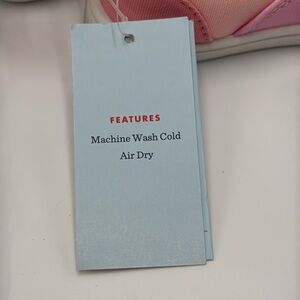 FEATURES
Machine Wash Cold
Air Dry